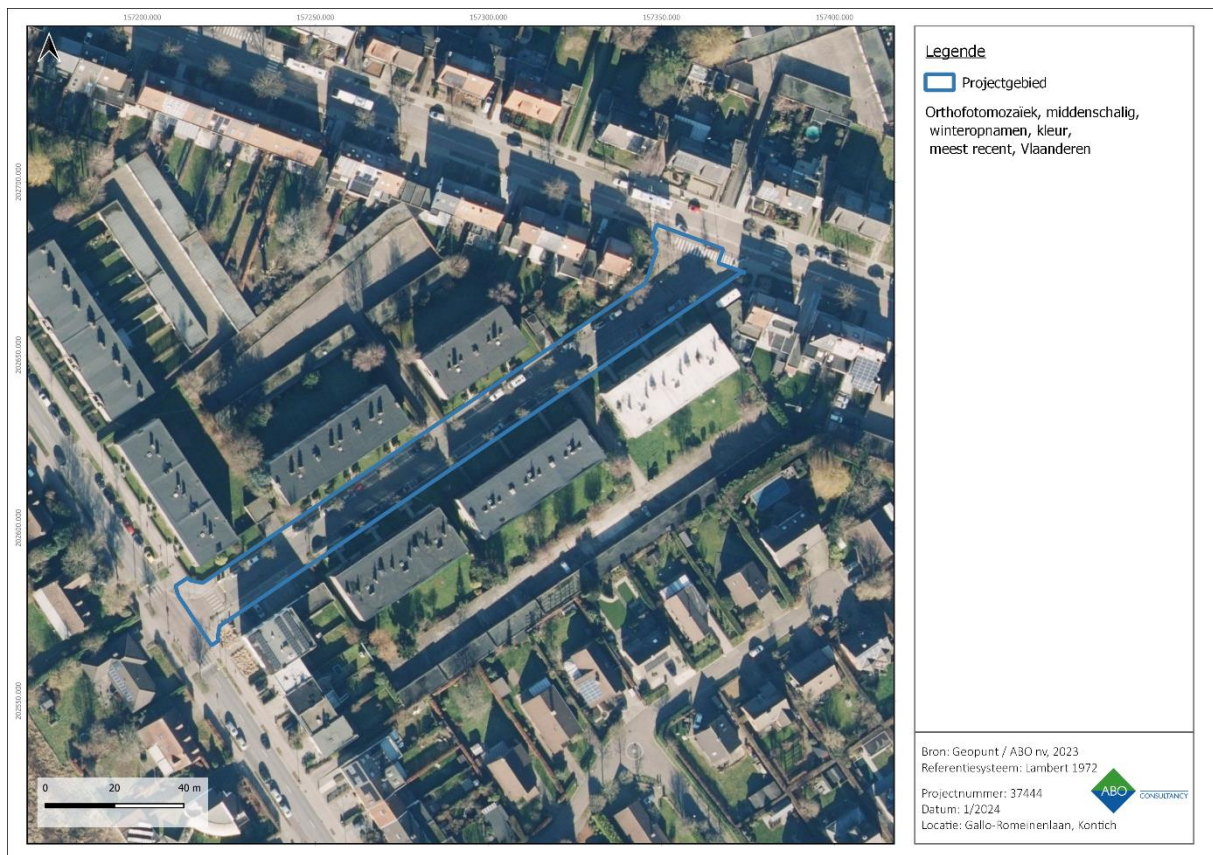 157200.000 157250.000 157300.000 157350.000 157400.000
202700.000
202650.000
202600.000
202550.000
0 20 40 m
Legende
Projectgebied
Orthofotomozaïek, middenschalig,
winteropnamen, kleur,
meest recent, Vlaanderen
Bron: Geopunt / ABO nv, 2023
Referentiesysteem: Lambert 1972
Projectnummer: 37444
Datum: 1/2024
Locatie: Gallo-Romeinenlaan, Kontich
ABO
CONSULTANCY